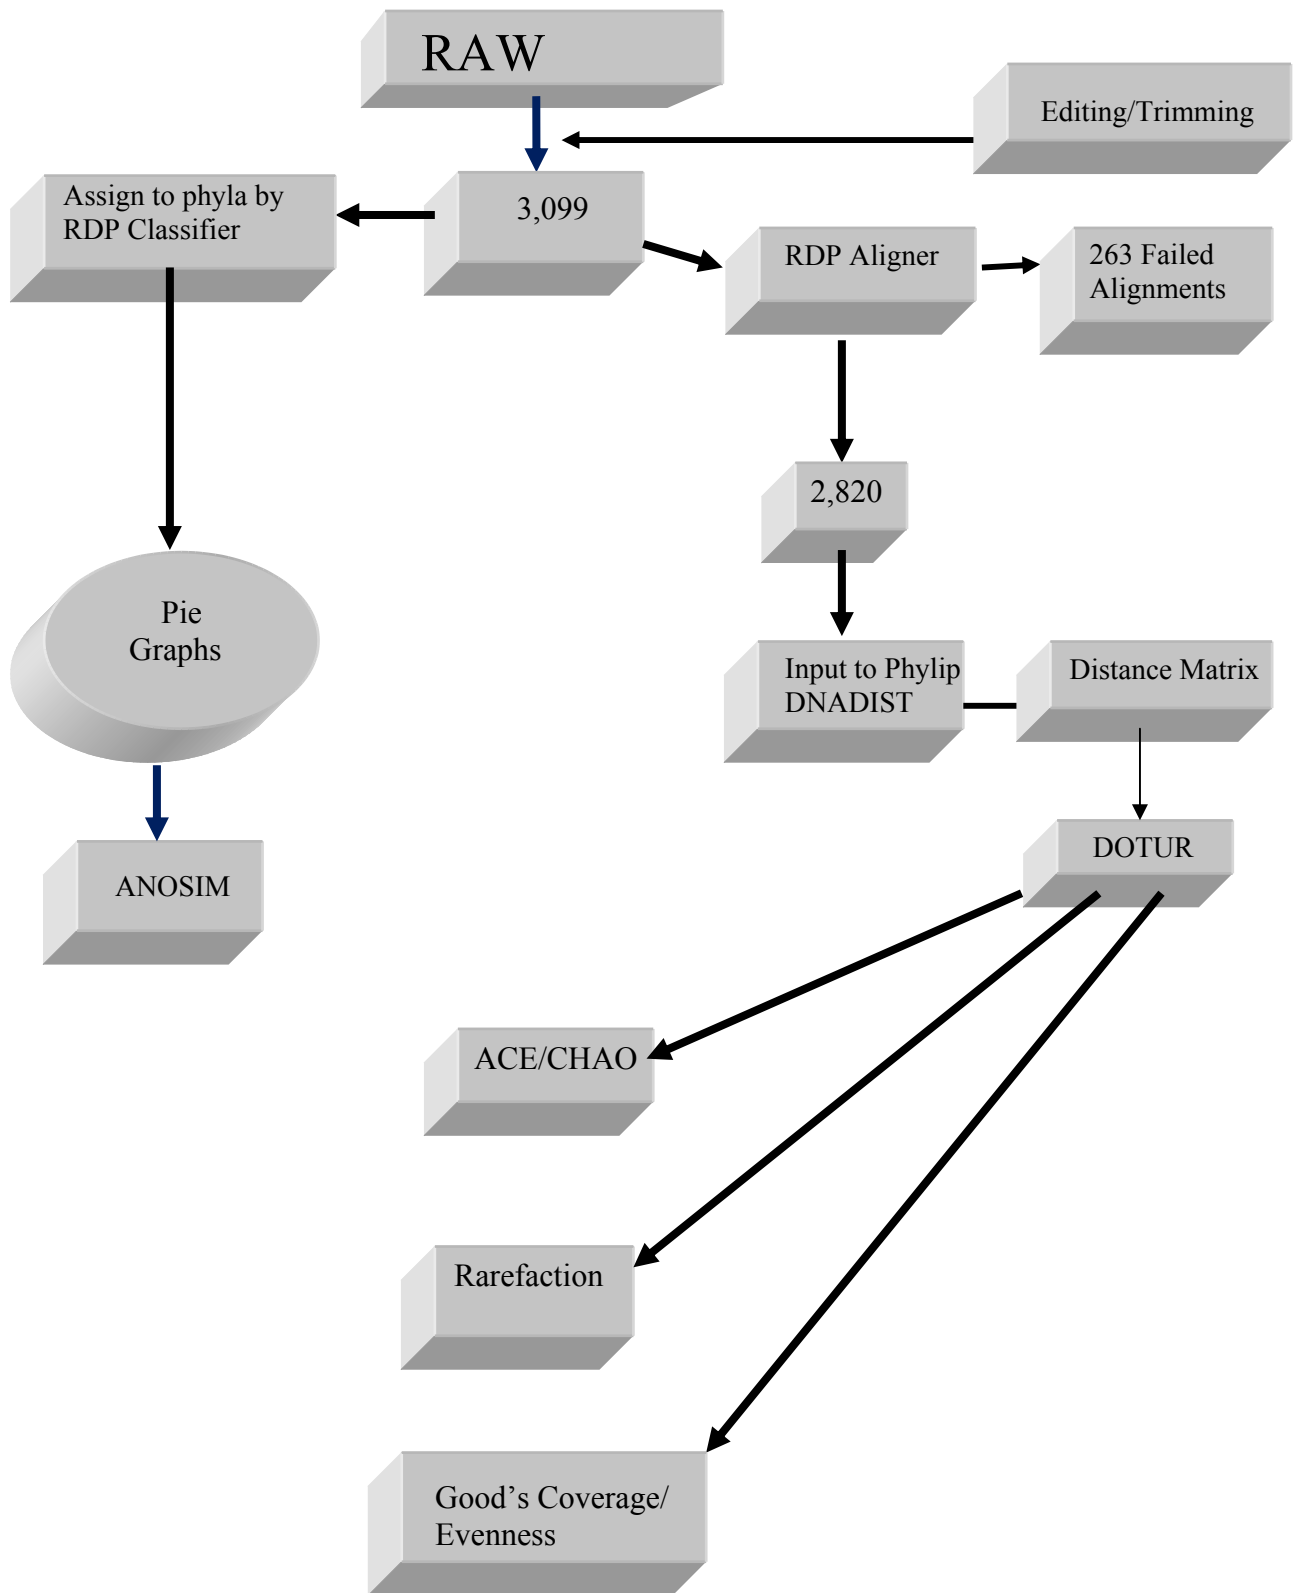 RAW
Editing/Trimming
Assign to phyla by
RDP Classifier
3,099
RDP Aligner
263 Failed
Alignments
2,820
Pie
Graphs
Input to Phylip
DNADIST
Distance Matrix
ANOSIM
DOTUR
ACE/CHAO
Rarefaction
Good’s Coverage/
Evenness